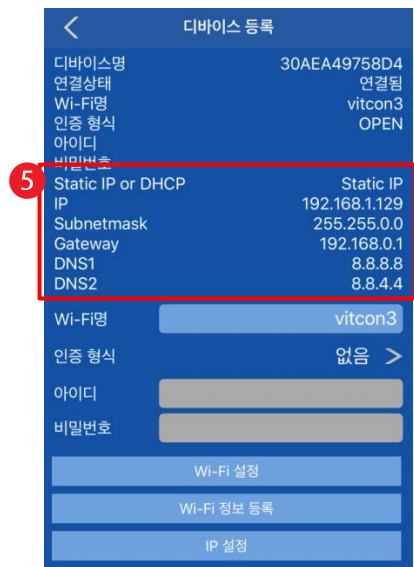 디바이스 등록
디바이스명 30AEA49758D4
연결상태 연결됨
Wi-Fi명 vitcon3
인증 형식 OPEN
아이디
비밀번호
5
Static IP or DHCP Static IP
IP 192.168.1.129
Subnetmask 255.255.0.0
Gateway 192.168.0.1
DNS1 8.8.8.8
DNS2 8.8.4.4
Wi-Fi명 vitcon3
인증 형식 없음 >
아이디
비밀번호
Wi-Fi 설정
Wi-Fi 정보 등록
IP 설정